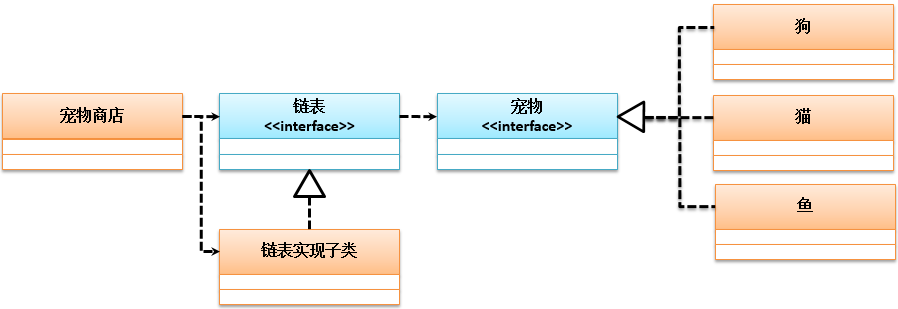 狗
宠物商店
链表
<<interface>>
宠物
<<interface>>
猫
鱼
链表实现子类